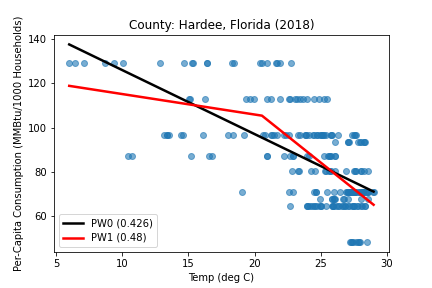 County: Hardee, Florida (2018)
Per-Capita Consumption (MMBtu/1000 Households)
140
120
100
80
60
PW0 (0.426)
PW1 (0.48)
5
10
15
20
25
30
Temp (deg C)